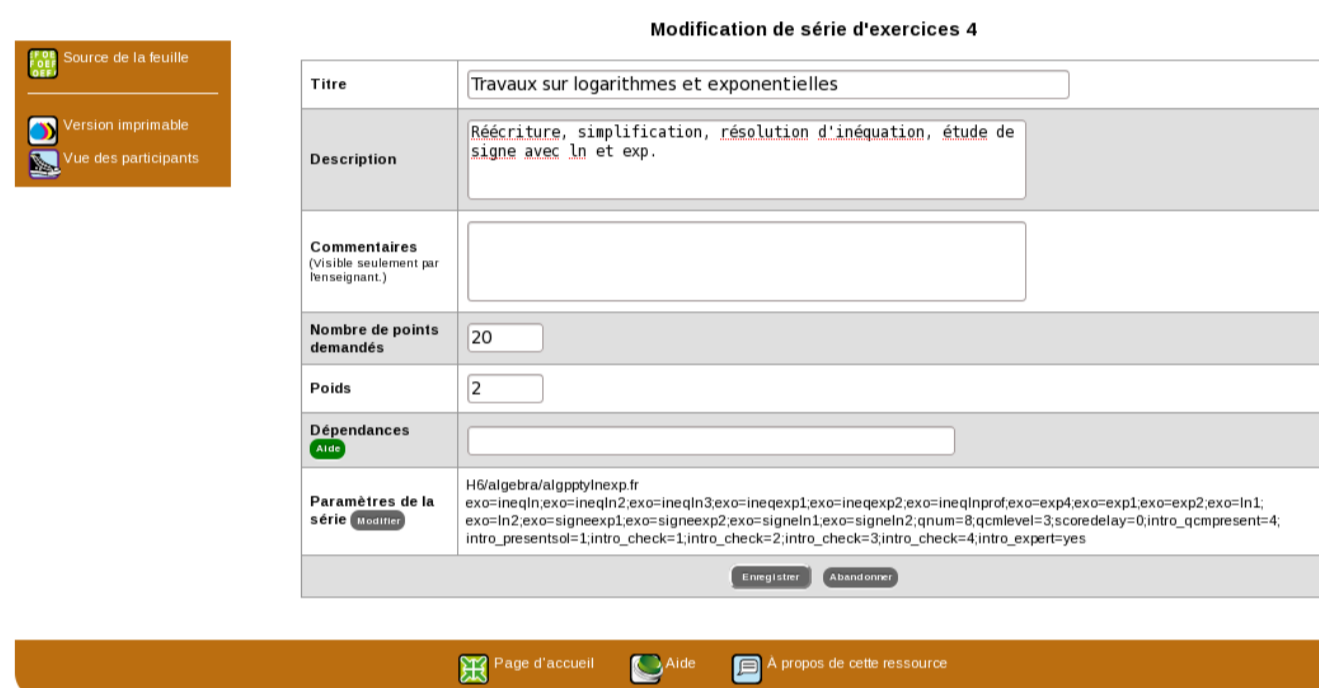 Modification de série d'exercices 4
FOE
FOEF
OEF
Source de la feuille
Version imprimable
Vue des participants
Titre
Travaux sur logarithmes et exponentielles
Description
Réécriture, simplification, résolution d'inéquation, étude de
signe avec ln et exp.
Commentaires
(Visible seulement par
l'enseignant.)
Nombre de points
demandés
20
Poids
2
Dépendances
Aide
Paramètres de la
série Modifier
H6/algebra/algpptylnexp.fr
exo=ineqln;exo=ineqln2;exo=ineqln3;exo=ineqexp1;exo=ineqexp2;exo=ineqlnprof;exo=exp4;exo=exp1;exo=exp2;exo=ln1;
exo=ln2;exo=signeexp1;exo=signeexp2;exo=signeln1;exo=signeln2;qnum=8;qcmlevel=3;scoredelay=0;intro_qcmpresent=4;
intro_presentsol=1;intro_check=1;intro_check=2;intro_check=3;intro_check=4;intro_expert=yes
Enregistrer Abandonner
Page d'accueil Aide À propos de cette ressource